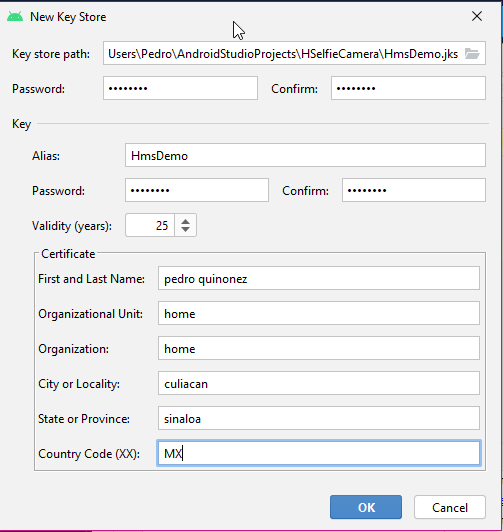 New Key Store
Key store path: Users\Pedro\AndroidStudioProjects\HSelfieCamera\HmsDemo.jks
Password: •••••••• Confirm: ••••••••
Key
Alias: HmsDemo
Password: •••••••• Confirm: ••••••••
Validity (years): 25
Certificate
First and Last Name: pedro quinonez
Organizational Unit: home
Organization: home
City or Locality: culiacan
State or Province: sinaloa
Country Code (XX): MX
OK Cancel